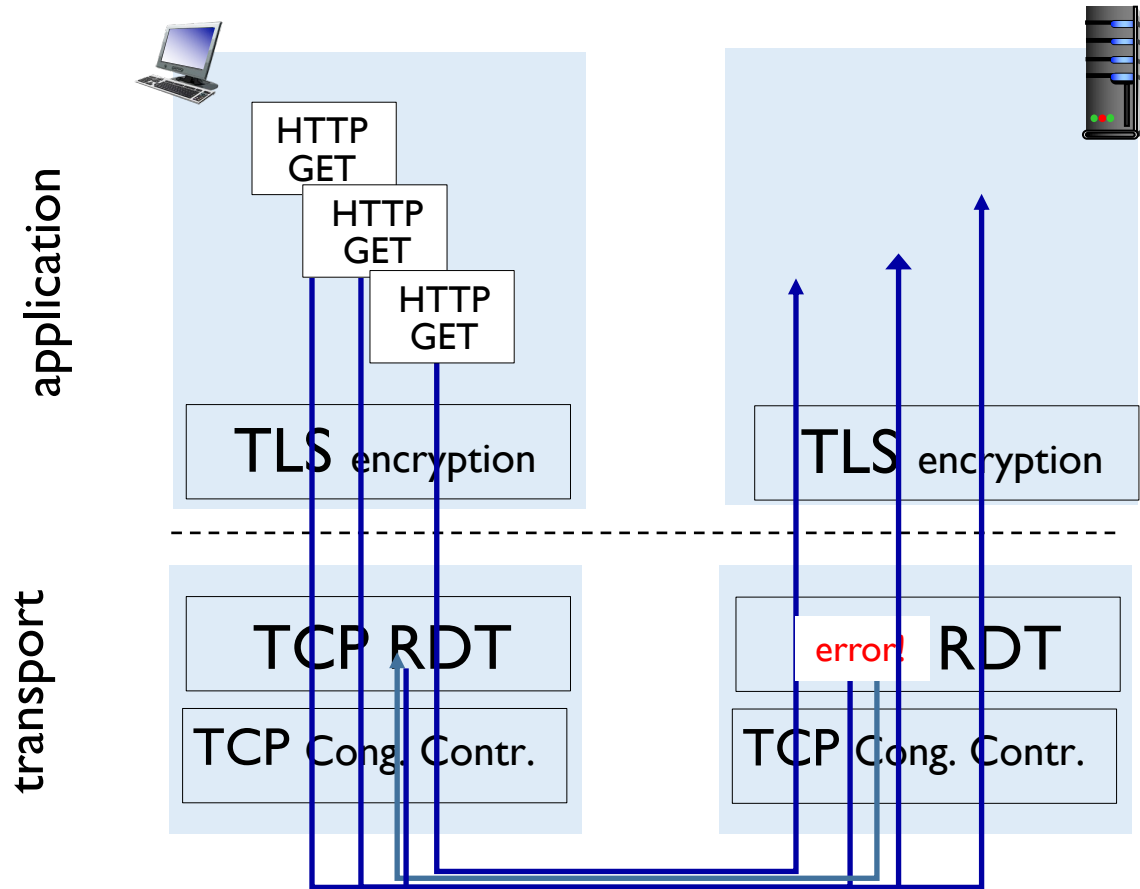 application
HTTP
GET
HTTP
GET
HTTP
GET
TLS encryption
TLS encryption
transport
TCP RDT
error! RDT
TCP Cong. Contr.
TCP Cong. Contr.